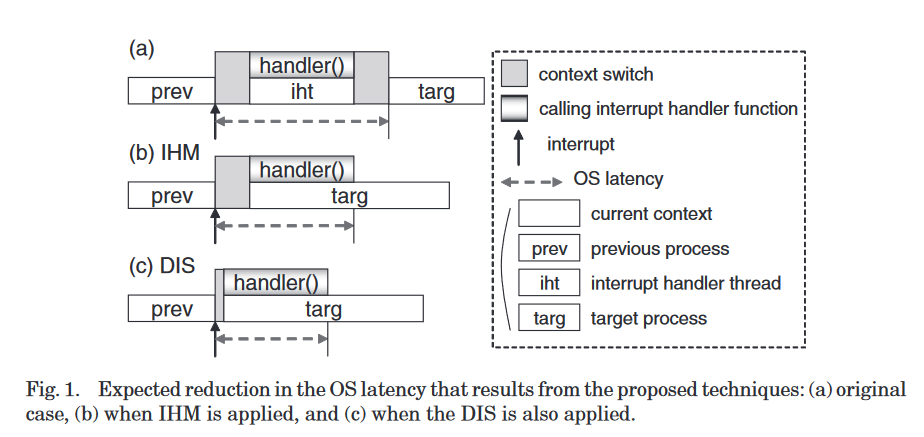 (a)
handler()
prev
iht
targ
(b) IHM
handler()
prev
targ
(c) DIS
handler()
prev
targ
context switch
calling interrupt handler function
interrupt
OS latency
current context
prev previous process
iht interrupt handler thread
targ target process
Fig. 1. Expected reduction in the OS latency that results from the proposed techniques: (a) original
case, (b) when IHM is applied, and (c) when the DIS is also applied.